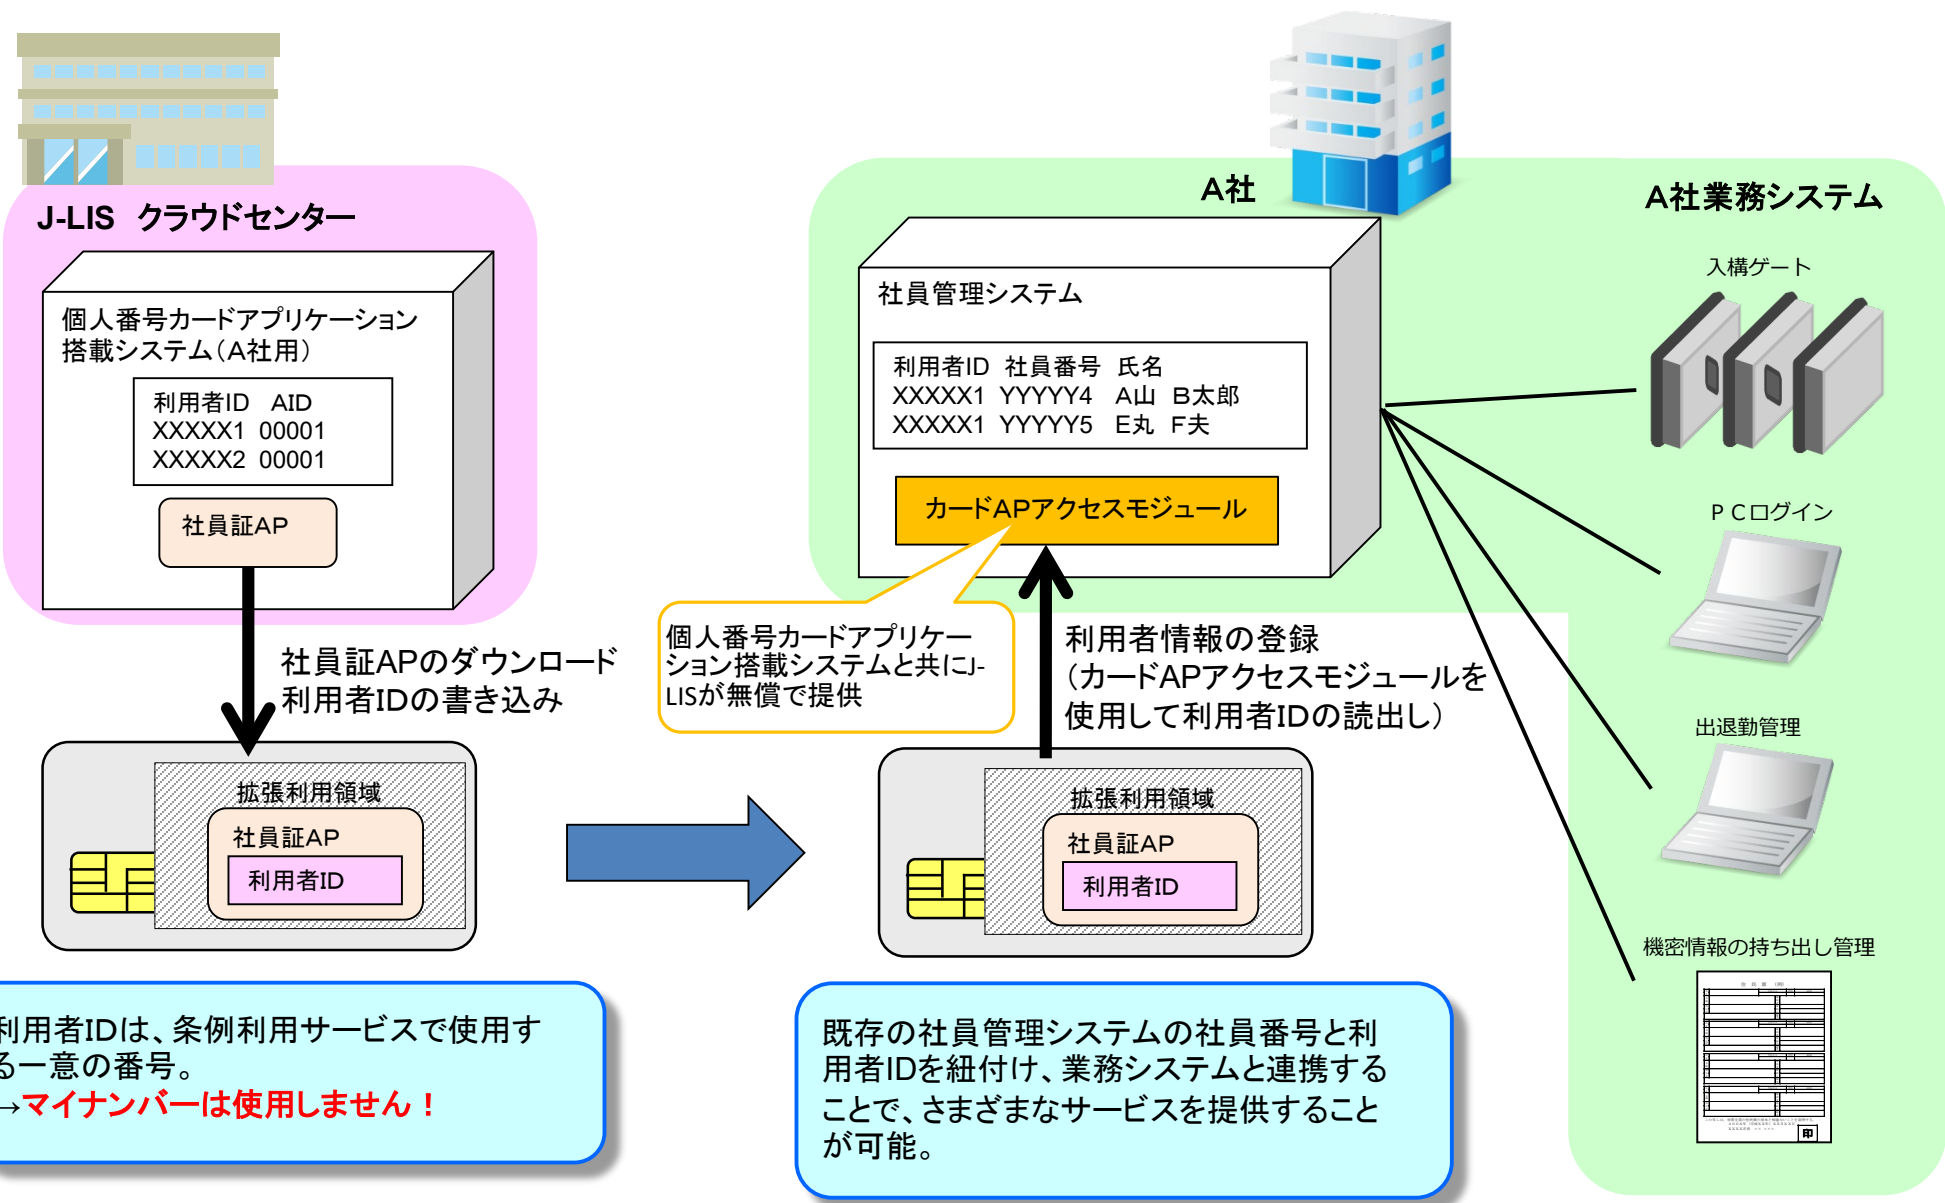 J-LIS クラウドセンター
個人番号カードアプリケーション
搭載システム(A社用)
利用者ID AID
XXXXX1 00001
XXXXX2 00001
社員証AP
社員証APのダウンロード
利用者IDの書き込み
拡張利用領域
社員証AP
利用者ID
利用者IDは、条例利用サービスで使用す
る一意の番号。
→マイナンバーは使用しません!
A社
社員管理システム
利用者ID 社員番号 氏名
XXXXX1 YYYYY4 A山 B太郎
XXXXX1 YYYYY5 E丸 F夫
カードAPアクセスモジュール
個人番号カードアプリケー
ション搭載システムと共にJ-
LISが無償で提供
利用者情報の登録
(カードAPアクセスモジュールを
使用して利用者IDの読出し)
拡張利用領域
社員証AP
利用者ID
既存の社員管理システムの社員番号と利
用者IDを紐付け、業務システムと連携する
ことで、さまざまなサービスを提供すること
が可能。
A社業務システム
入構ゲート
PCログイン
出退勤管理
機密情報の持ち出し管理
印